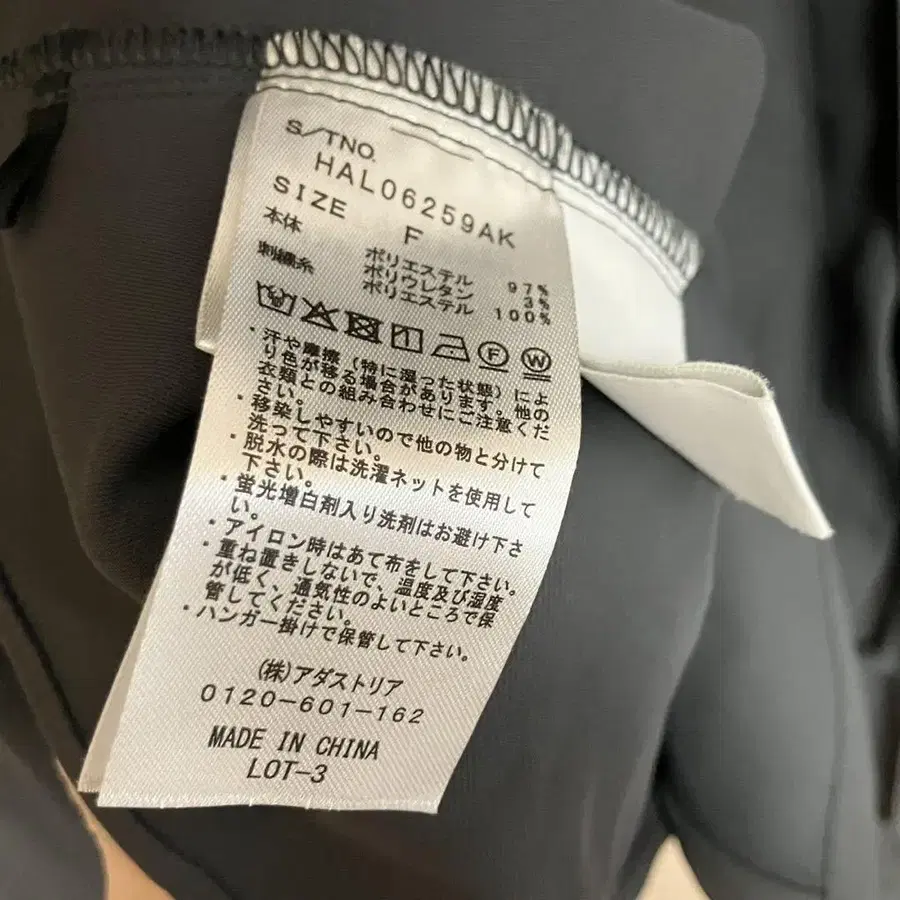 S/TNO.
HAL06259AK
SIZE F
本体 ポリエステル 97%
ポリウレタン 3%
刺繍糸 ポリエステル 100%
F W
・汗や摩擦(特に湿った状態)によ
り色が移る場合があります。他の
衣類との組み合わせにご注意くだ
さい。
・移染しやすいので他の物と分けて
洗って下さい。
・脱水の際は洗濯ネットを使用して
下さい。
・蛍光増白剤入り洗剤はお避け下さ
い。
・アイロン時はあて布をして下さい。
・重ね置きしないで、温度及び湿度
が低く、通気性のよいところで保
管してください。
・ハンガー掛けで保管して下さい。
(株)アダストリア
0120-601-162
MADE IN CHINA
LOT-3